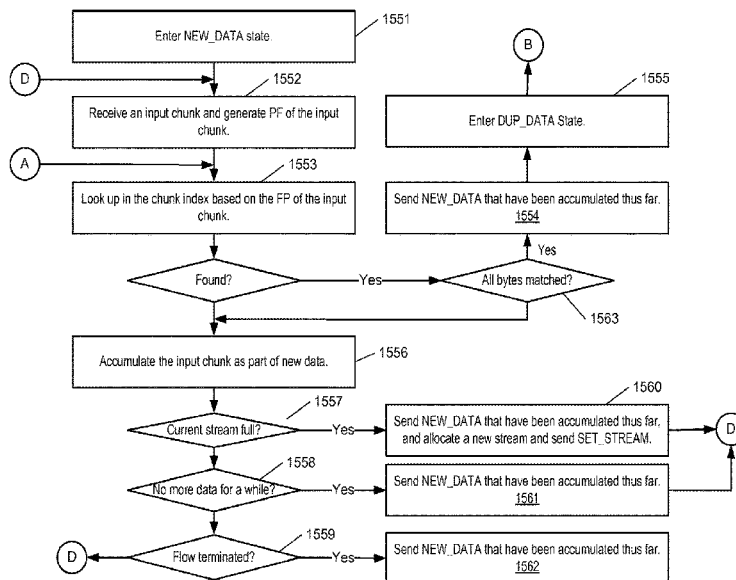 1551
Enter NEW_DATA state.
B
D
1552
1555
Receive an input chunk and generate PF of the input
chunk.
Enter DUP_DATA State.
A
1553
Look up in the chunk index based on the FP of the input
chunk.
Send NEW_DATA that have been accumulated thus far.
1554
Yes
Found?
Yes
All bytes matched?
1563
Accumulate the input chunk as part of new data.
1556
1557
1560
Current stream full?
Yes
Send NEW_DATA that have been accumulated thus far,
and allocate a new stream and send SET_STREAM.
D
1558
No more data for a while?
Yes
Send NEW_DATA that have been accumulated thus far.
1561
1559
D
Flow terminated?
Yes
Send NEW_DATA that have been accumulated thus far.
1562